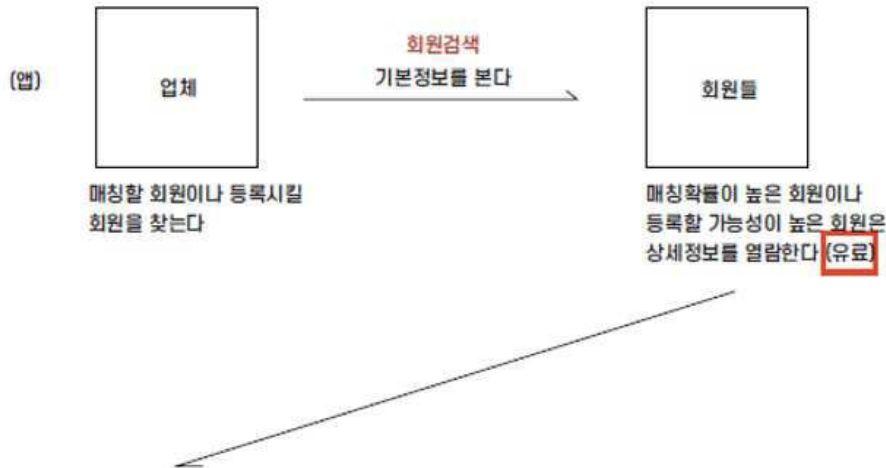 (앱)
업체
회원검색
기본정보를 본다
회원들
매칭할 회원이나 등록시킬
회원을 찾는다
매칭확률이 높은 회원이나
등록할 가능성이 높은 회원은
상세정보를 열람한다 (유료)